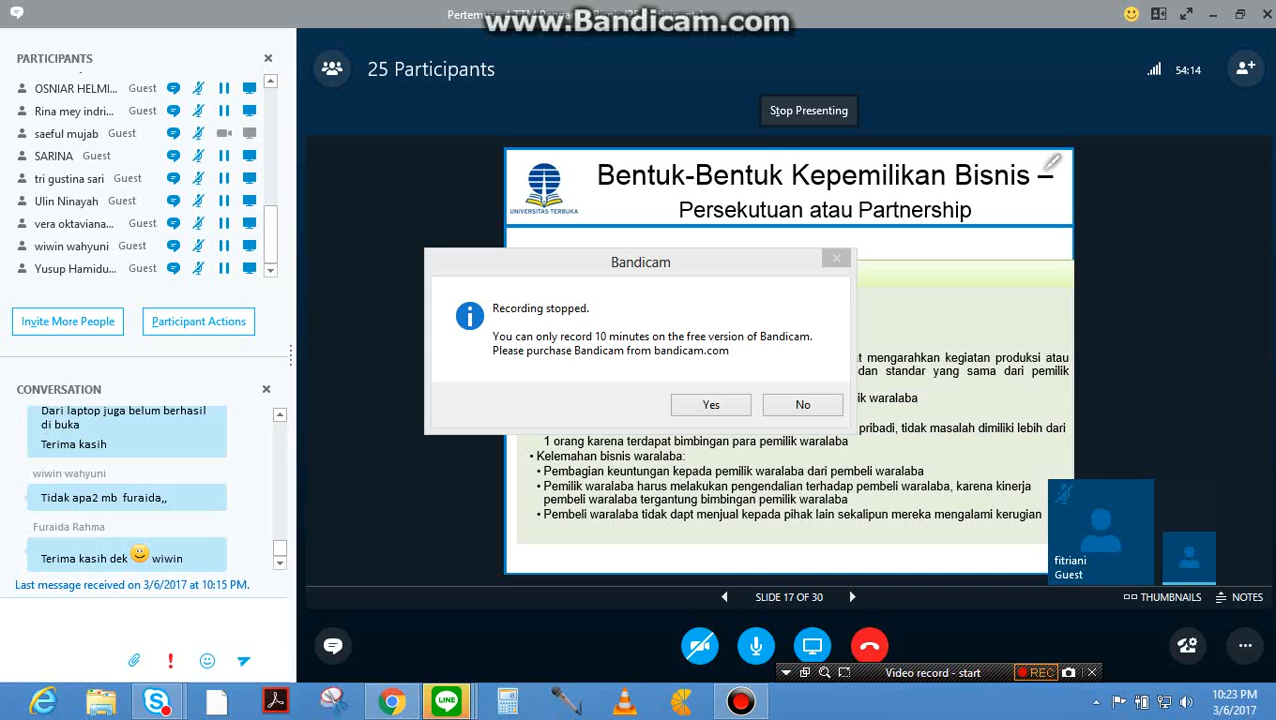 www.Bandicam.com
PARTICIPANTS
OSNIAR HELMI... Guest
Rina mey indri... Guest
saeful mujab Guest
SARINA Guest
tri gustina sari Guest
Ulin Ninayah Guest
vera oktaviana... Guest
wiwin wahyuni Guest
Yusup Hamidu... Guest
Invite More People
Participant Actions
CONVERSATION
Dari laptop juga belum berhasil
di buka
Terima kasih
wiwin wahyuni
Tidak apa2 mb furaida,,
Furaida Rahma
Terima kasih dek wiwin
Last message received on 3/6/2017 at 10:15 PM.
25 Participants
54:14
Stop Presenting
UNIVERSITAS TERBUKA
Bentuk-Bentuk Kepemilikan Bisnis –
Persekutuan atau Partnership
Bandicam
Recording stopped.
You can only record 10 minutes on the free version of Bandicam.
Please purchase Bandicam from bandicam.com
Yes
No
mengarahkan kegiatan produksi atau
dan standar yang sama dari pemilik
waralaba
pribadi, tidak masalah dimiliki lebih dari
1 orang karena terdapat bimbingan para pemilik waralaba
• Kelemahan bisnis waralaba:
• Pembagian keuntungan kepada pemilik waralaba dari pembeli waralaba
• Pemilik waralaba harus melakukan pengendalian terhadap pembeli waralaba, karena kinerja
pembeli waralaba tergantung bimbingan pemilik waralaba
• Pembeli waralaba tidak dapt menjual kepada pihak lain sekalipun mereka mengalami kerugian
fitriani
Guest
SLIDE 17 OF 30
THUMBNAILS
NOTES
Video record - start
REC
LINE
10:23 PM
3/6/2017